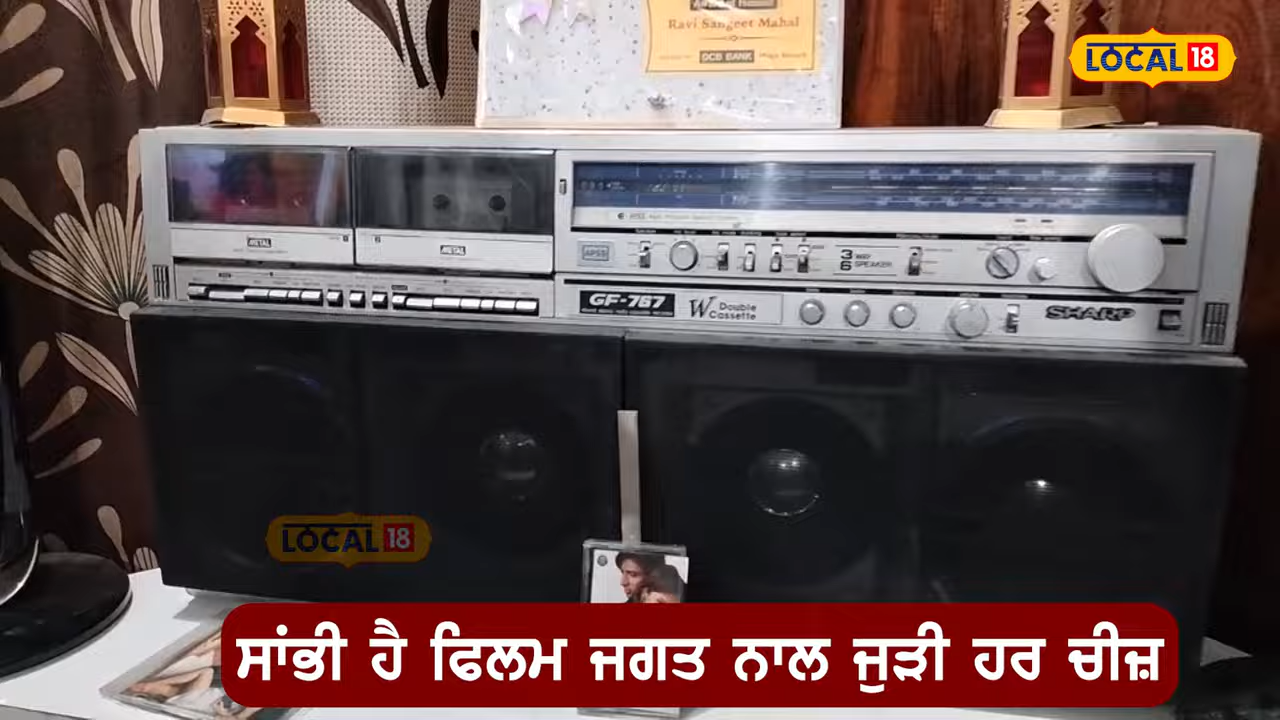 Ravi Sangeet Mahal
DCB BANK
LOCAL 18
METAL
METAL
APSS
3 WAY
6 SPEAKER
GF-767
W Double
Cassette
SHARP
LOCAL 18
ਸਾਂਭੀ ਹੈ ਫਿਲਮ ਜਗਤ ਨਾਲ ਜੁੜੀ ਹਰ ਚੀਜ਼